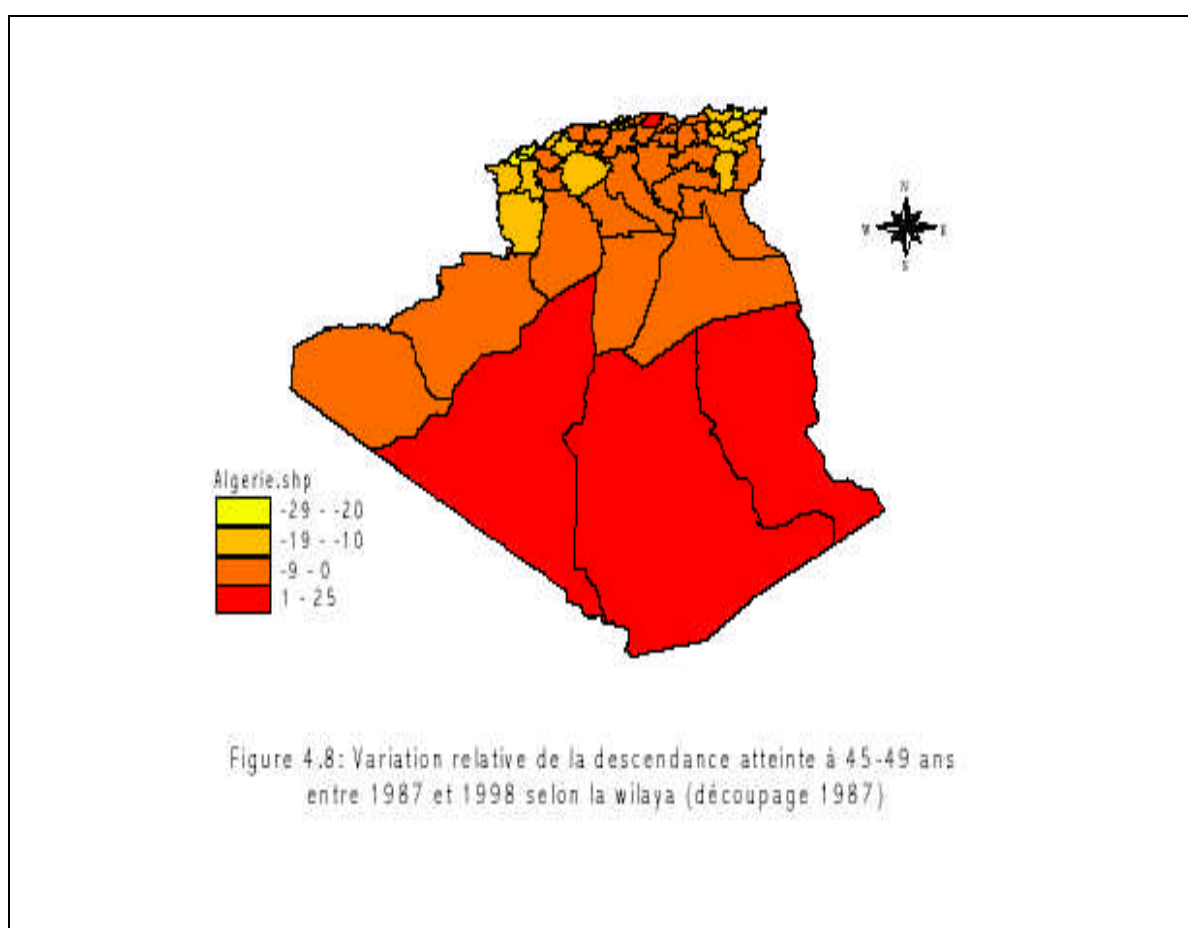 N
W E
S
Algerie.shp
-29 - -20
-19 - -10
-9 - 0
1 - 25
Figure 4.8: Variation relative de la descendance atteinte à 45-49 ans
entre 1987 et 1998 selon la wilaya (découpage 1987)